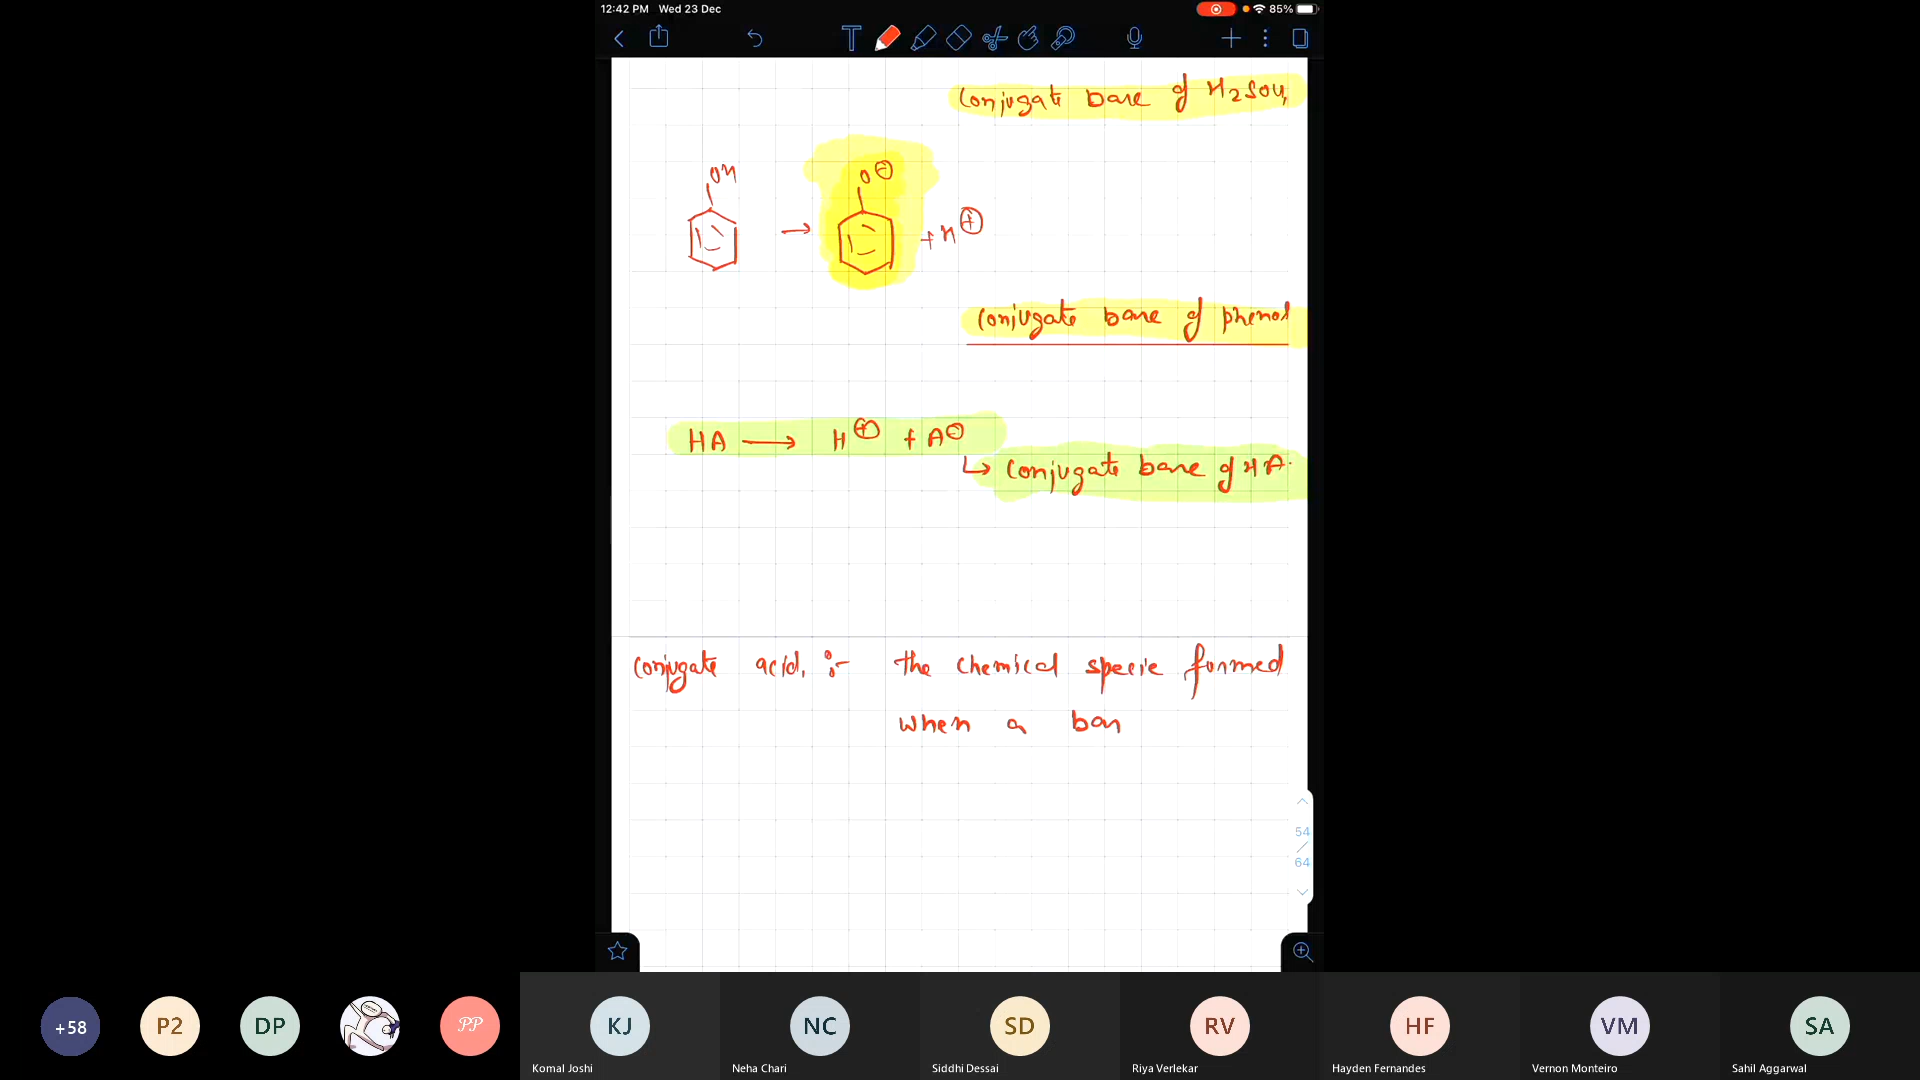 12:42 PM Wed 23 Dec
85%
T
conjugate base of H2SO4
OH
O⊖
→
+ H⊕
conjugate base of phenol
HA ⟶ H⊕ + A⊖
↳ conjugate base of HA.
conjugate acid :- the chemical specie formed
when a bas
54
/
64
+58
P2
DP
PP
KJ
NC
SD
RV
HF
VM
SA
Komal Joshi
Neha Chari
Siddhi Dessai
Riya Verlekar
Hayden Fernandes
Vernon Monteiro
Sahil Aggarwal